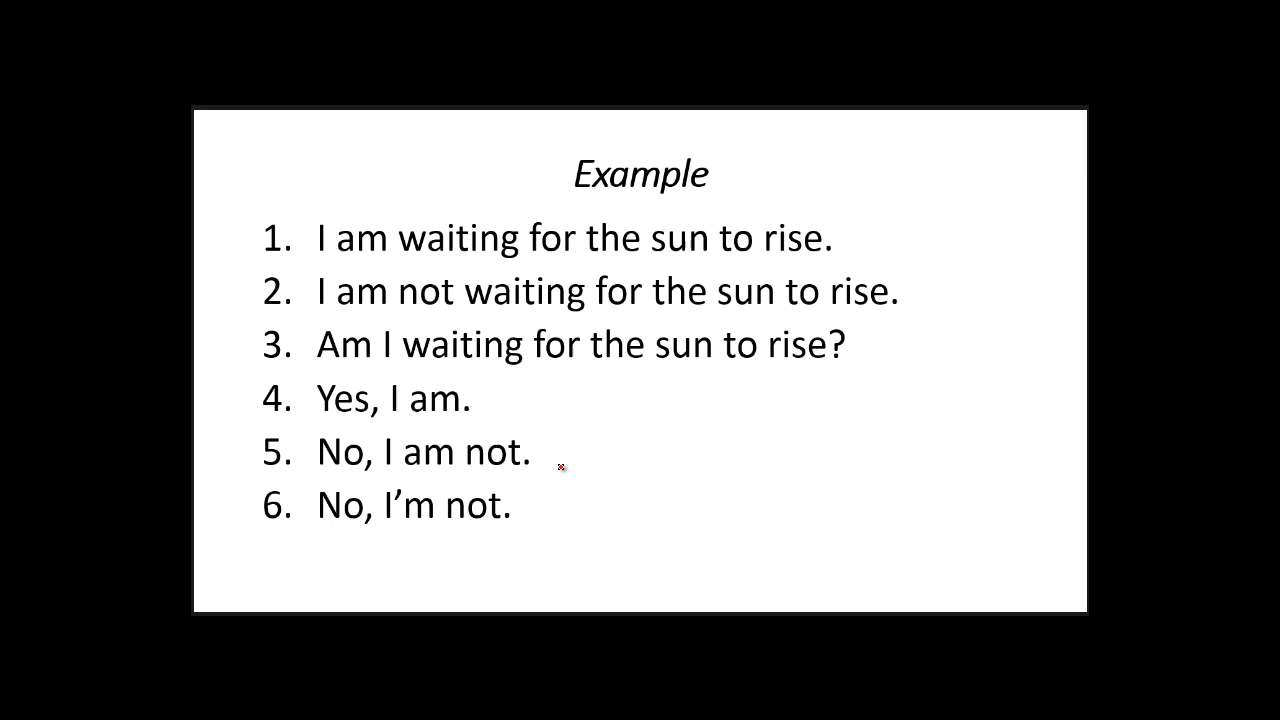 Example
1. I am waiting for the sun to rise.
2. I am not waiting for the sun to rise.
3. Am I waiting for the sun to rise?
4. Yes, I am.
5. No, I am not.
6. No, I’m not.